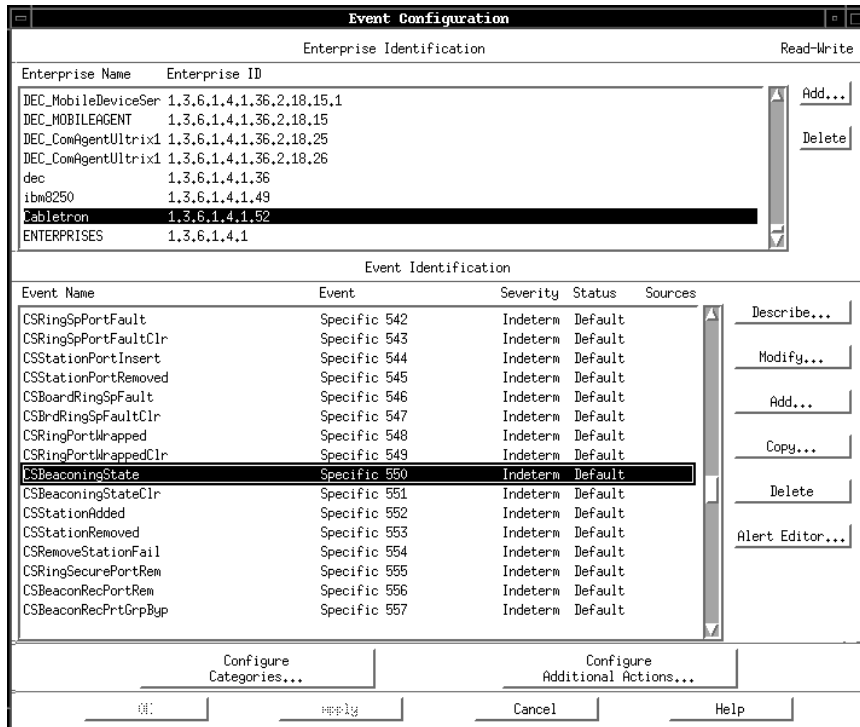 Event Configuration
Enterprise Identification Read-Write
Enterprise Name Enterprise ID
DEC_MobileDeviceSer 1.3.6.1.4.1.36.2.18.15.1
DEC_MOBILEAGENT 1.3.6.1.4.1.36.2.18.15
DEC_ComAgentUltrix1 1.3.6.1.4.1.36.2.18.25
DEC_ComAgentUltrix1 1.3.6.1.4.1.36.2.18.26
dec 1.3.6.1.4.1.36
ibm8250 1.3.6.1.4.1.49
Cabletron 1.3.6.1.4.1.52
ENTERPRISES 1.3.6.1.4.1
Add...
Delete
Event Identification
Event Name Event Severity Status Sources
CSRingSpPortFault Specific 542 Indeterm Default
CSRingSpPortFaultClr Specific 543 Indeterm Default
CSStationPortInsert Specific 544 Indeterm Default
CSStationPortRemoved Specific 545 Indeterm Default
CSBoardRingSpFault Specific 546 Indeterm Default
CSBrdRingSpFaultClr Specific 547 Indeterm Default
CSRingPortWrapped Specific 548 Indeterm Default
CSRingPortWrappedClr Specific 549 Indeterm Default
CSBeaconingState Specific 550 Indeterm Default
CSBeaconingStateClr Specific 551 Indeterm Default
CSStationAdded Specific 552 Indeterm Default
CSStationRemoved Specific 553 Indeterm Default
CSRemoveStationFail Specific 554 Indeterm Default
CSRingSecurePortRem Specific 555 Indeterm Default
CSBeaconRecPortRem Specific 556 Indeterm Default
CSBeaconRecPrtGrpByp Specific 557 Indeterm Default
Describe...
Modify...
Add...
Copy...
Delete
Alert Editor...
Configure
Categories...
Configure
Additional Actions...
OK Apply Cancel Help